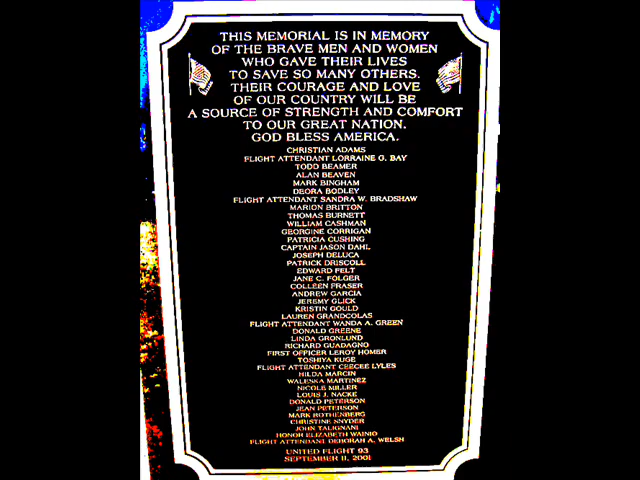 THIS MEMORIAL IS IN MEMORY
OF THE BRAVE MEN AND WOMEN
WHO GAVE THEIR LIVES
TO SAVE SO MANY OTHERS.
THEIR COURAGE AND LOVE
OF OUR COUNTRY WILL BE
A SOURCE OF STRENGTH AND COMFORT
TO OUR GREAT NATION.
GOD BLESS AMERICA.
CHRISTIAN ADAMS
FLIGHT ATTENDANT LORRAINE G. BAY
TODD BEAMER
ALAN BEAVEN
MARK BINGHAM
DEORA BODLEY
FLIGHT ATTENDANT SANDRA W. BRADSHAW
MARION BRITTON
THOMAS BURNETT
WILLIAM CASHMAN
GEORGINE CORRIGAN
PATRICIA CUSHING
CAPTAIN JASON DAHL
JOSEPH DELUCA
PATRICK DRISCOLL
EDWARD FELT
JANE C. FOLGER
COLLEEN FRASER
ANDREW GARCIA
JEREMY GLICK
KRISTIN GOULD
LAUREN GRANDCOLAS
FLIGHT ATTENDANT WANDA A. GREEN
DONALD GREENE
LINDA GRONLUND
RICHARD GUADAGNO
FIRST OFFICER LEROY HOMER
TOSHIYA KUGE
FLIGHT ATTENDANT CEECEE LYLES
HILDA MARCIN
WALESKA MARTINEZ
NICOLE MILLER
LOUIS J. NACKE
DONALD PETERSON
JEAN PETERSON
MARK ROTHENBERG
CHRISTINE SNYDER
JOHN TALIGNANI
HONOR ELIZABETH WAINIO
FLIGHT ATTENDANT DEBORAH A. WELSH
UNITED FLIGHT 93
SEPTEMBER 11, 2001